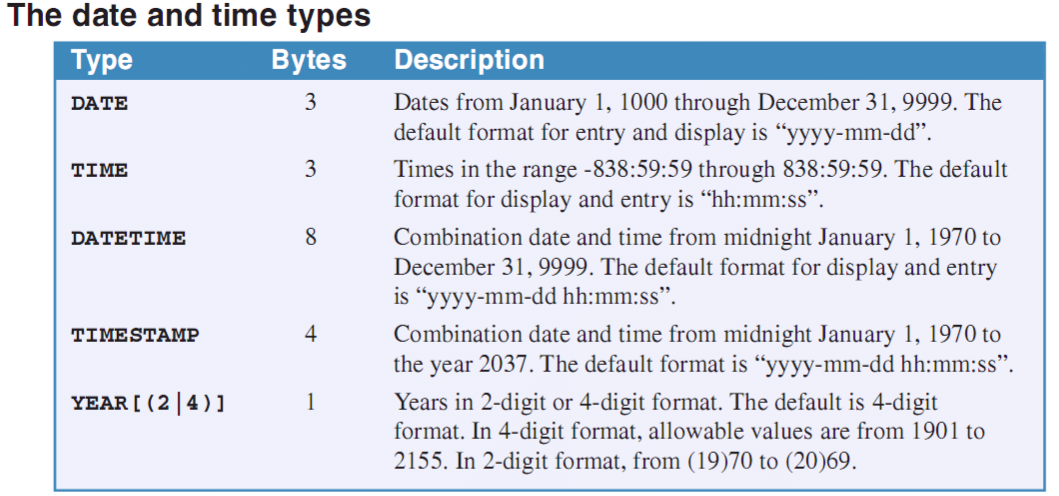 The date and time types
Type Bytes Description
DATE 3 Dates from January 1, 1000 through December 31, 9999. The
default format for entry and display is “yyyy-mm-dd”.
TIME 3 Times in the range -838:59:59 through 838:59:59. The default
format for display and entry is “hh:mm:ss”.
DATETIME 8 Combination date and time from midnight January 1, 1970 to
December 31, 9999. The default format for display and entry
is “yyyy-mm-dd hh:mm:ss”.
TIMESTAMP 4 Combination date and time from midnight January 1, 1970 to
the year 2037. The default format is “yyyy-mm-dd hh:mm:ss”.
YEAR[(2|4)] 1 Years in 2-digit or 4-digit format. The default is 4-digit
format. In 4-digit format, allowable values are from 1901 to
2155. In 2-digit format, from (19)70 to (20)69.